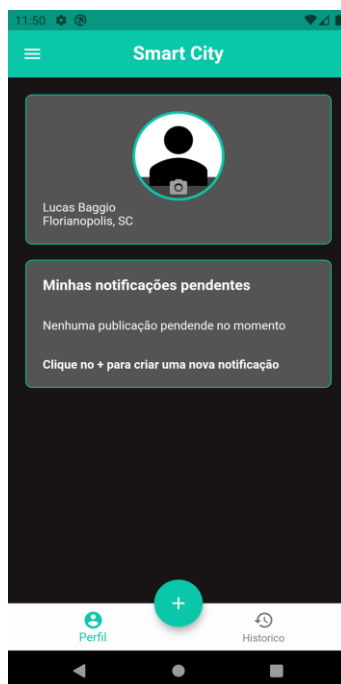 11:50
Smart City
Lucas Baggio
Florianopolis, SC
Minhas notificações pendentes
Nenhuma publicação pendende no momento
Clique no + para criar uma nova notificação
+
Perfil
Historico